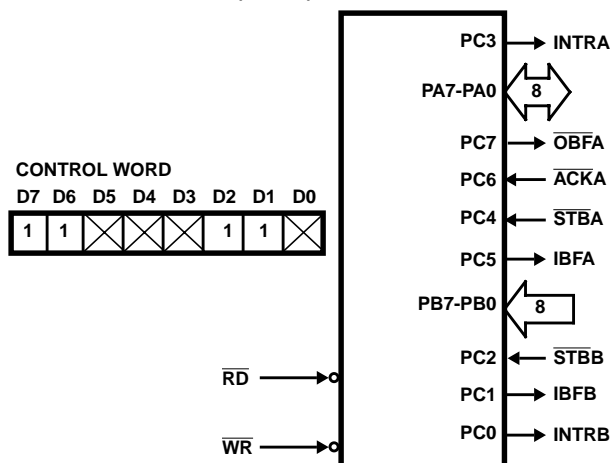 PC3 INTRA
PA7-PA0 8
PC7 OBFA
CONTROL WORD
D7 D6 D5 D4 D3 D2 D1 D0
1 1 1 1
PC6 ACKA
PC4 STBA
PC5 IBFA
PB7-PB0 8
PC2 STBB
RD
PC1 IBFB
PC0 INTRB
WR